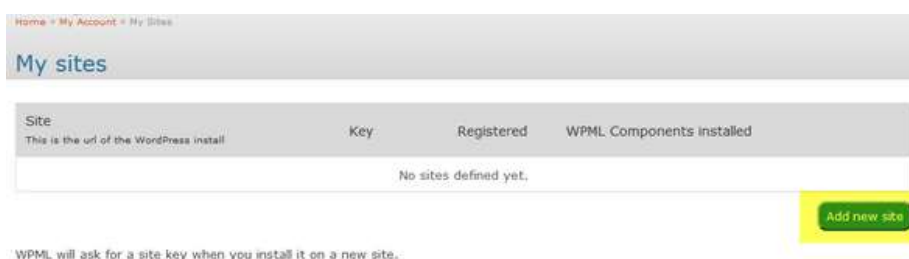 Home » My Account » My Sites
My sites
Site
This is the url of the WordPress install
Key
Registered
WPML Components installed
No sites defined yet.
Add new site
WPML will ask for a site key when you install it on a new site.